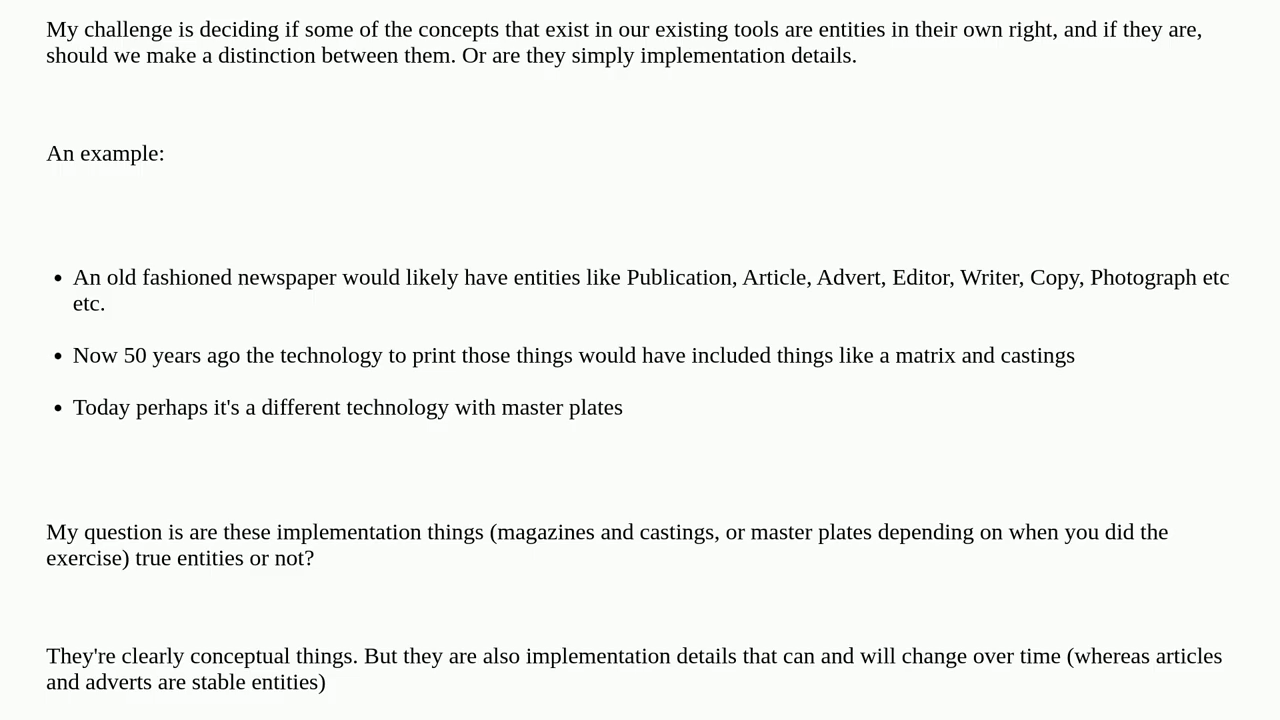 My challenge is deciding if some of the concepts that exist in our existing tools are entities in their own right, and if they are,
should we make a distinction between them. Or are they simply implementation details.
An example:
• An old fashioned newspaper would likely have entities like Publication, Article, Advert, Editor, Writer, Copy, Photograph etc
etc.
• Now 50 years ago the technology to print those things would have included things like a matrix and castings
• Today perhaps it's a different technology with master plates
My question is are these implementation things (magazines and castings, or master plates depending on when you did the
exercise) true entities or not?
They're clearly conceptual things. But they are also implementation details that can and will change over time (whereas articles
and adverts are stable entities)